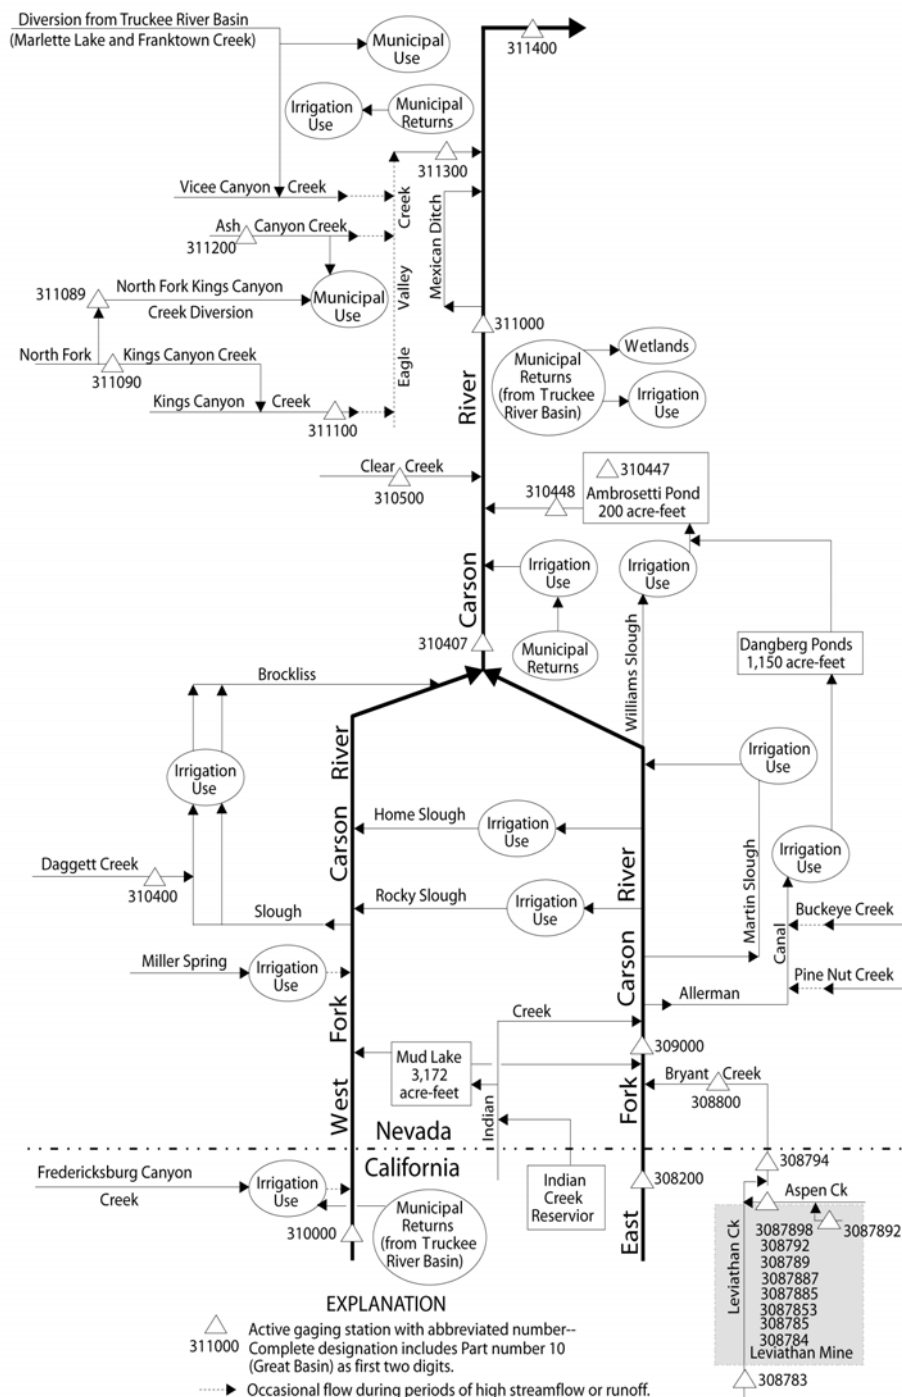 Diversion from Truckee River Basin
(Marlette Lake and Franktown Creek)
Municipal
Use
311400
Irrigation
Use
Municipal
Returns
311300
Vicee Canyon Creek
Creek
Mexican Ditch
Ash Canyon Creek
311200
Valley
311089
North Fork Kings Canyon
Creek Diversion
Municipal
Use
311000
North Fork Kings Canyon Creek
311090
Eagle
Municipal
Returns
(from Truckee
River Basin)
Wetlands
Irrigation
Use
Kings Canyon Creek
311100
River
Clear Creek
310500
310448
310447
Ambrosetti Pond
200 acre-feet
Carson
Irrigation
Use
Irrigation
Use
310407
Municipal
Returns
Williams Slough
Dangberg Ponds
1,150 acre-feet
Brockliss
River
Irrigation
Use
Irrigation
Use
Carson
Home Slough
Irrigation
Use
River
Irrigation
Use
Daggett Creek
310400
Martin Slough
Rocky Slough
Irrigation
Use
Slough
Buckeye Creek
Canal
Miller Spring
Irrigation
Use
Carson
Pine Nut Creek
Allerman
Fork
Creek
309000
Mud Lake
3,172
acre-feet
Bryant Creek
308800
Fork
Indian
West
Nevada
California
308794
Fredericksburg Canyon
Creek
Irrigation
Use
Indian
Creek
Reservior
308200
Aspen Ck
Municipal
Returns
(from Truckee
River Basin)
310000
East
Leviathan Ck
3087898
3087892
308792
308789
3087887
3087885
3087853
308785
308784
Leviathan Mine
308783
EXPLANATION
311000
Active gaging station with abbreviated number--
Complete designation includes Part number 10
(Great Basin) as first two digits.
Occasional flow during periods of high streamflow or runoff.